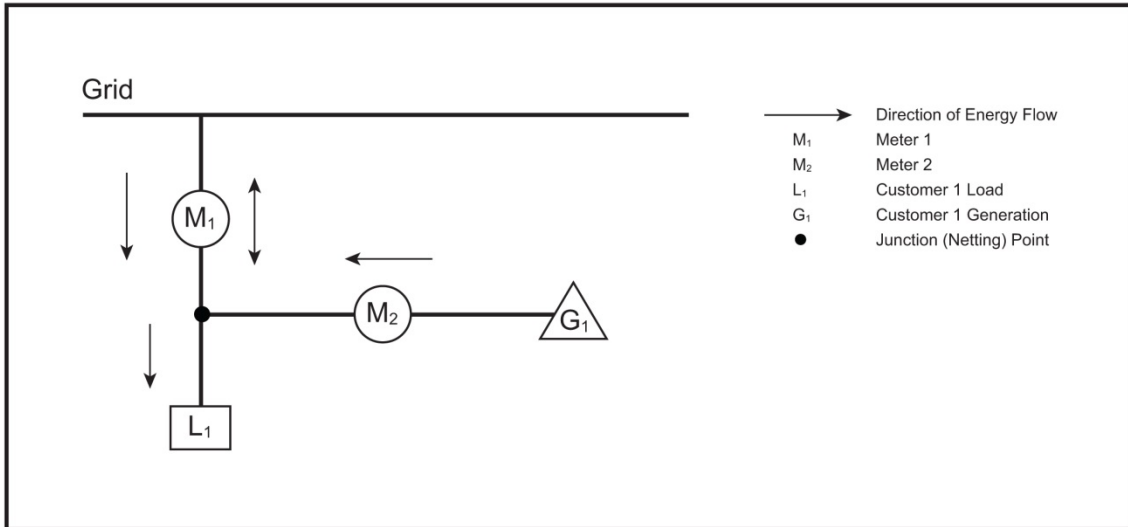 Grid
M₁
M₂
G₁
L₁
Direction of Energy Flow
M₁ Meter 1
M₂ Meter 2
L₁ Customer 1 Load
G₁ Customer 1 Generation
Junction (Netting) Point